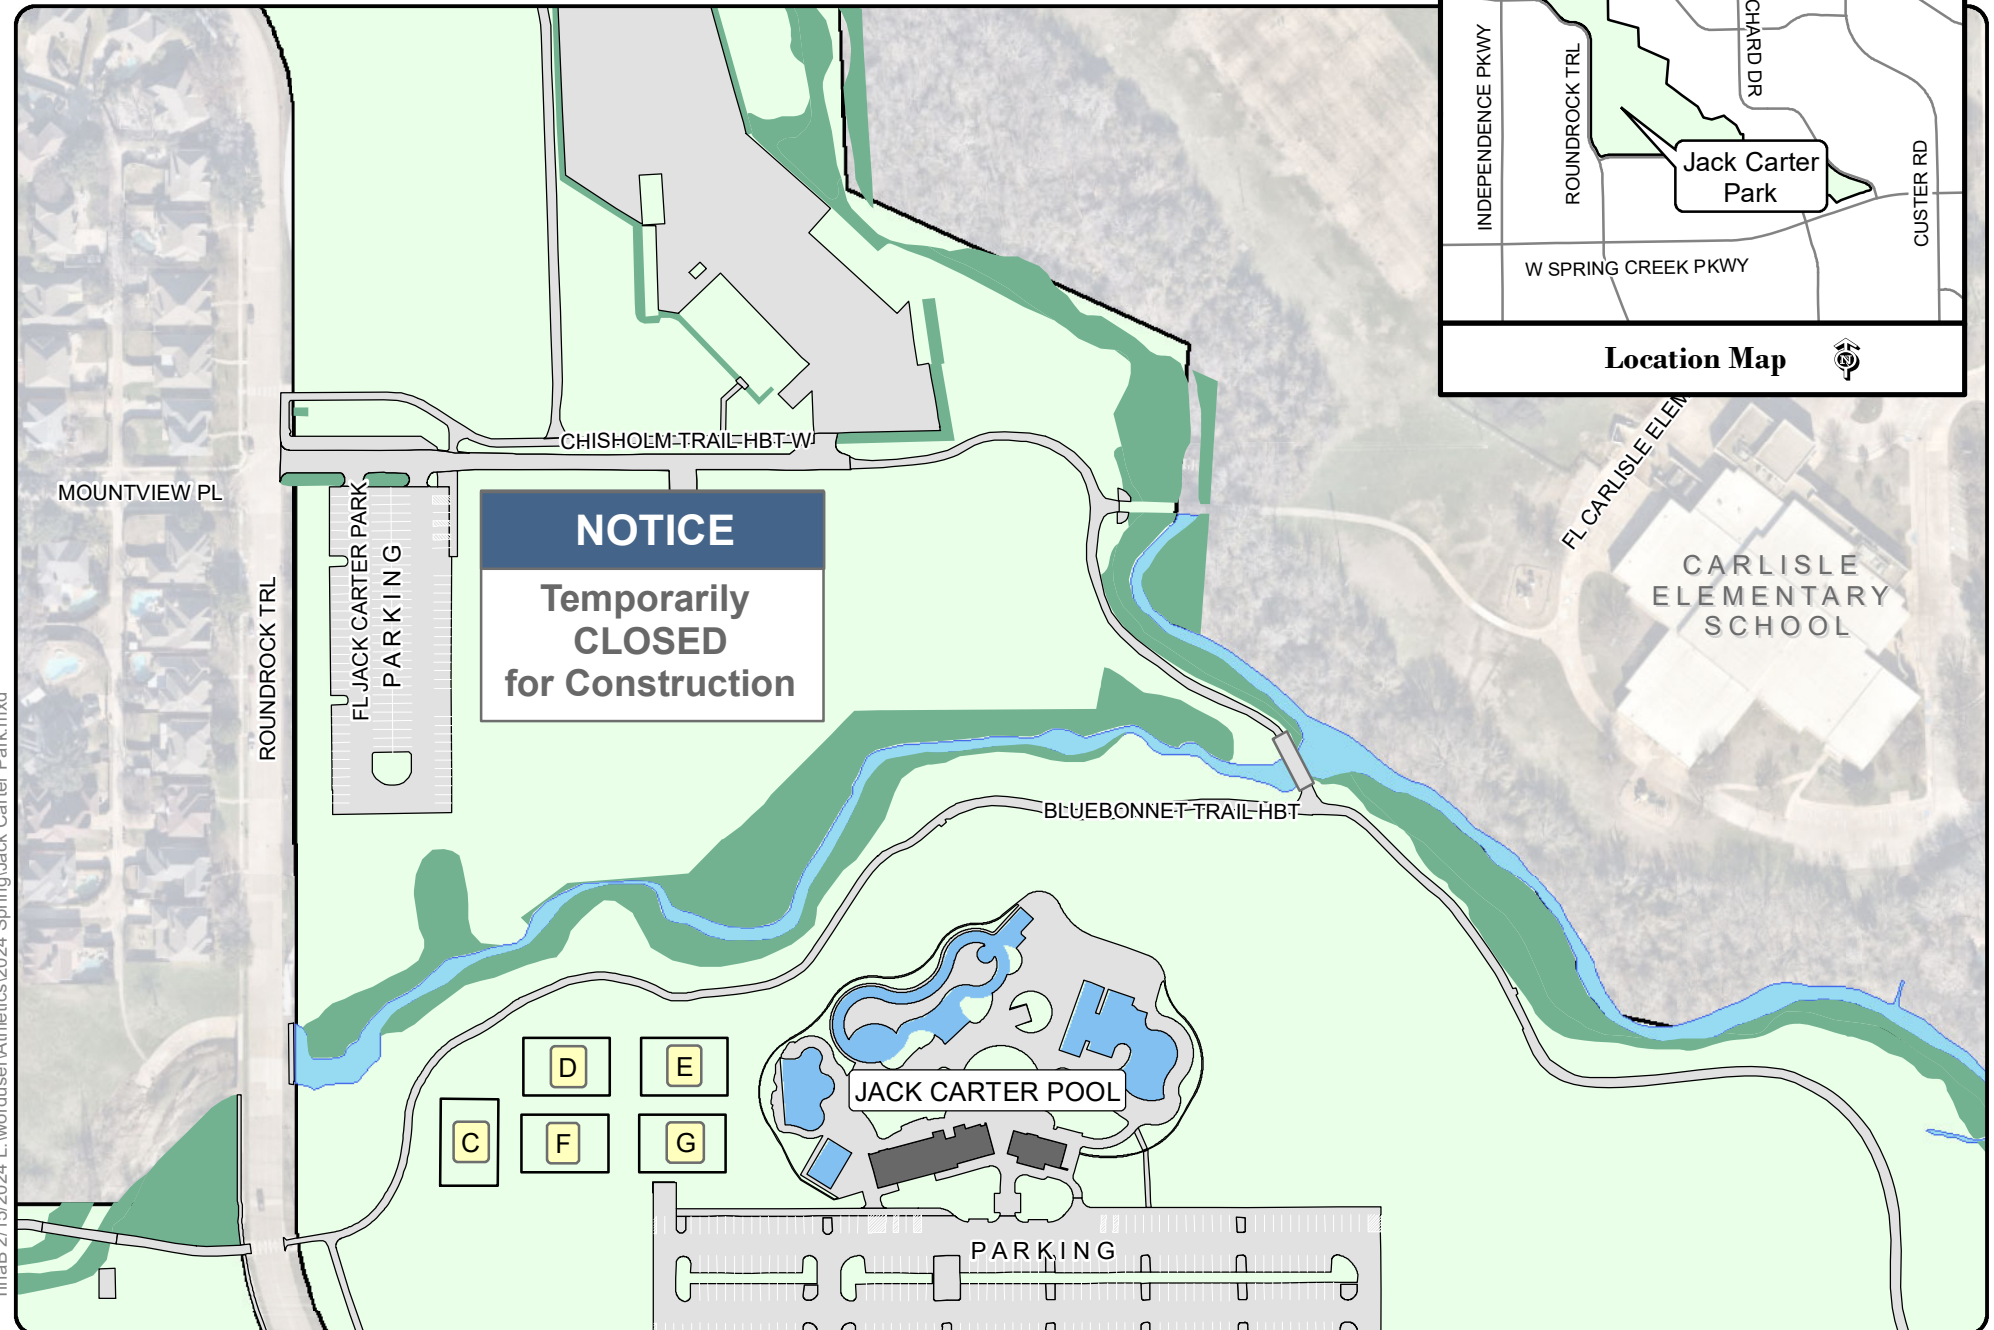 INDEPENDENCE PKWY
ROUNDROCK TRL
CHARD DR
CUSTER RD
Jack Carter
Park
W SPRING CREEK PKWY
Location Map
N
CHISHOLM TRAIL HBT W
MOUNTVIEW PL
ROUNDROCK TRL
FL JACK CARTER PARK
PARKING
NOTICE
Temporarily
CLOSED
for Construction
FL CARLISLE ELEM
CARLISLE
ELEMENTARY
SCHOOL
BLUEBONNET TRAIL HBT
D
E
C
F
G
JACK CARTER POOL
PARKING